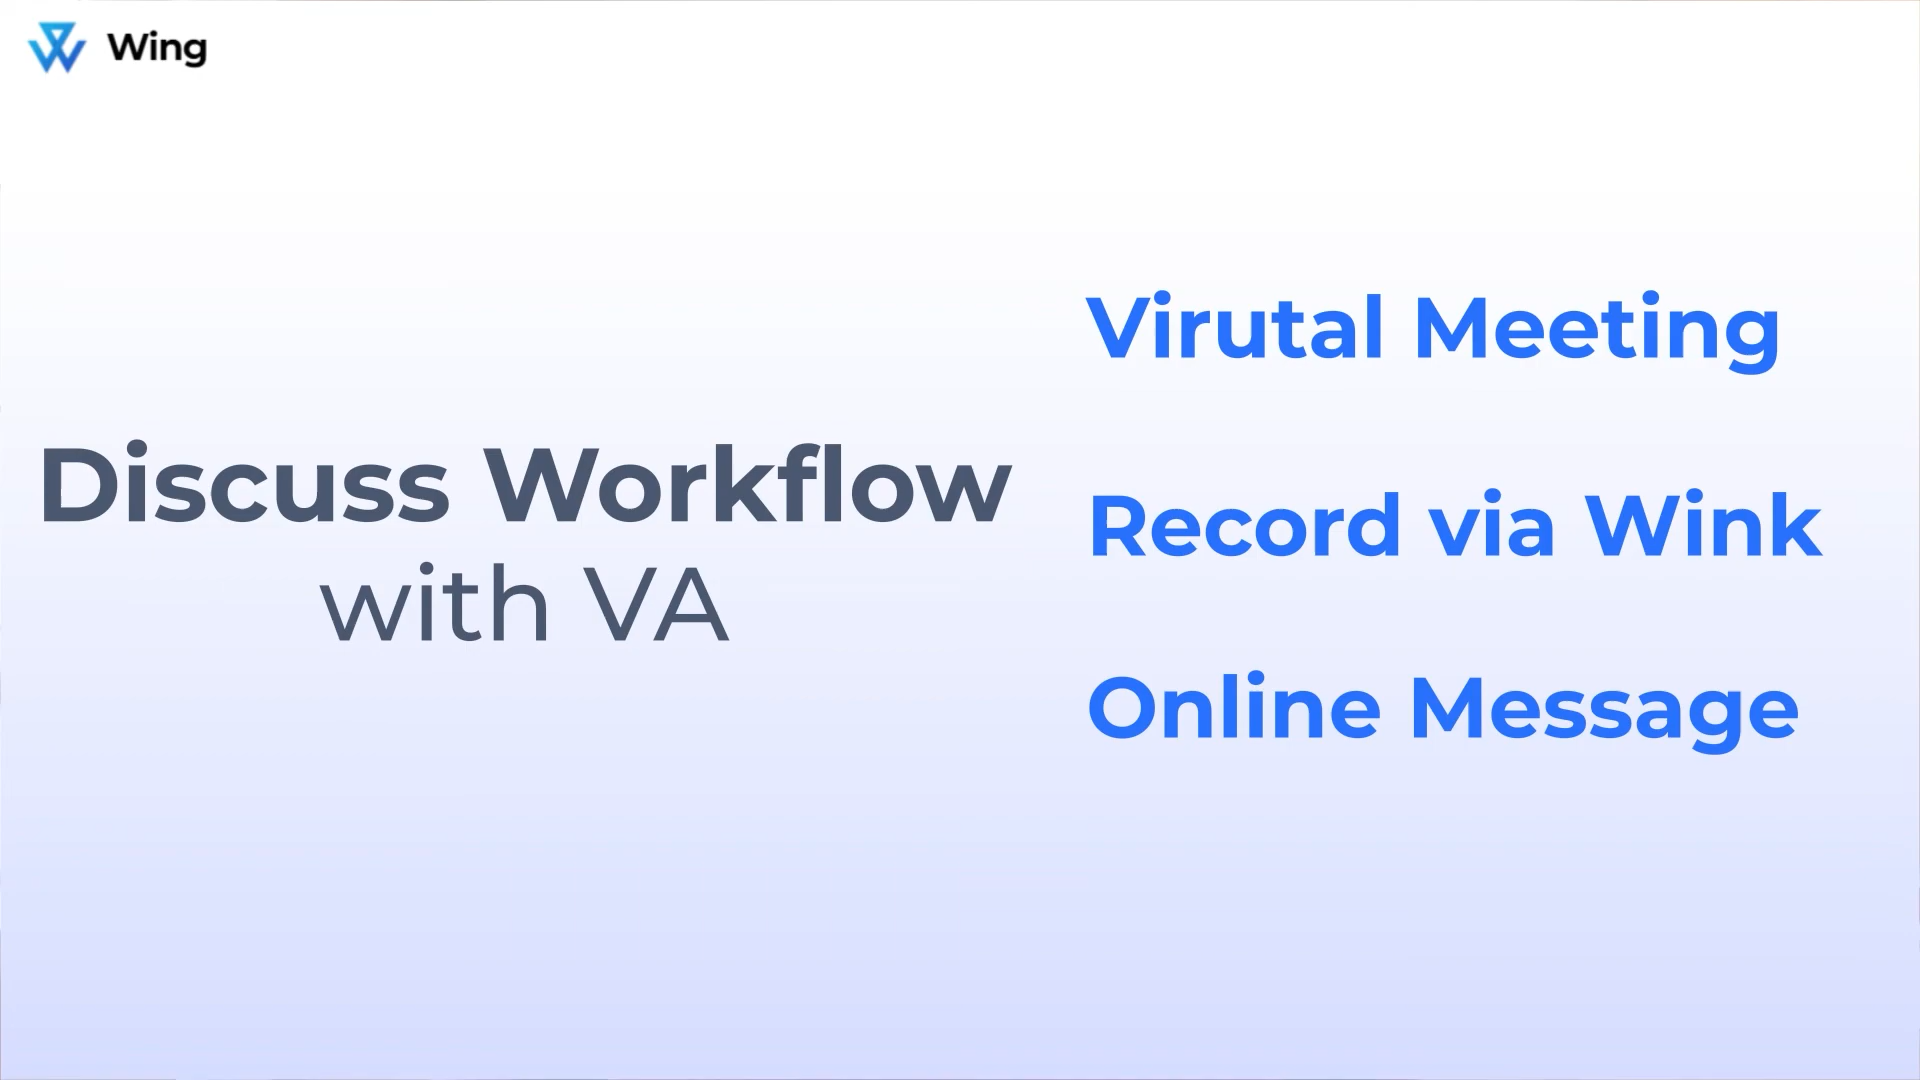 Wing
Discuss Workflow
with VA
Virutal Meeting
Record via Wink
Online Message